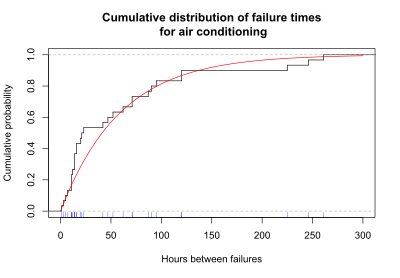 Cumulative distribution of failure times
for air conditioning
Cumulative probability
1.0
0.8
0.6
0.4
0.2
0.0
0 50 100 150 200 250 300
Hours between failures